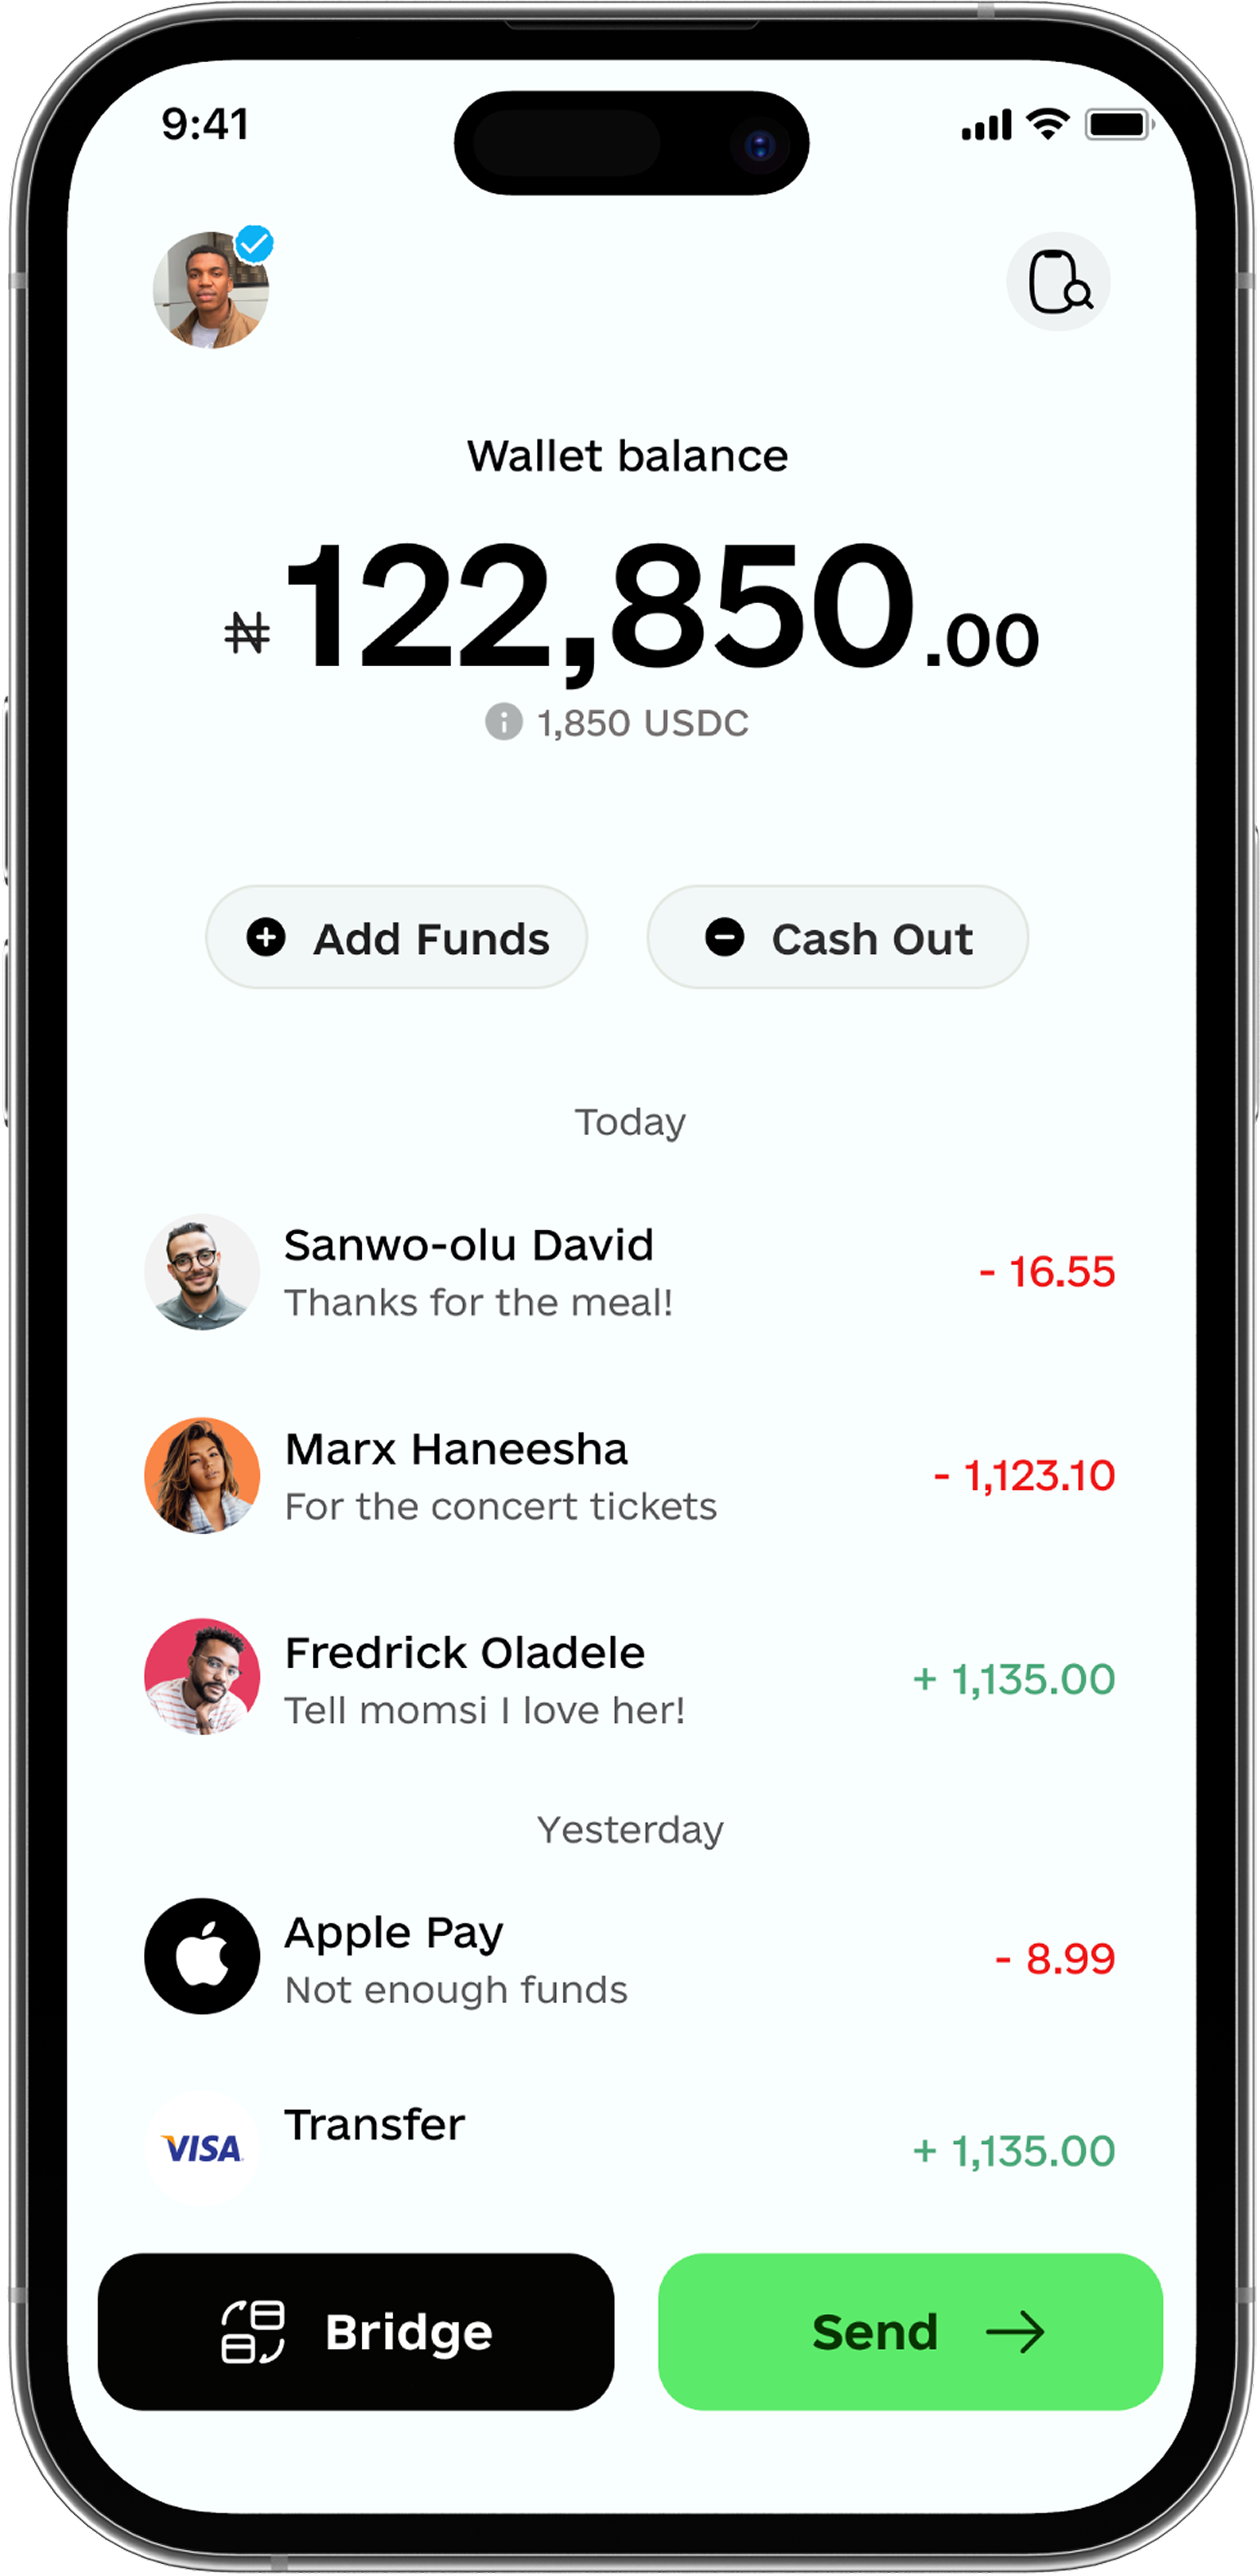 9:41
Wallet balance
₦122,850.00
1,850 USDC
Add Funds
Cash Out
Today
Sanwo-olu David
- 16.55
Thanks for the meal!
Marx Haneesha
- 1,123.10
For the concert tickets
Fredrick Oladele
+ 1,135.00
Tell momsi I love her!
Yesterday
Apple Pay
- 8.99
Not enough funds
VISA
Transfer
+ 1,135.00
Bridge
Send